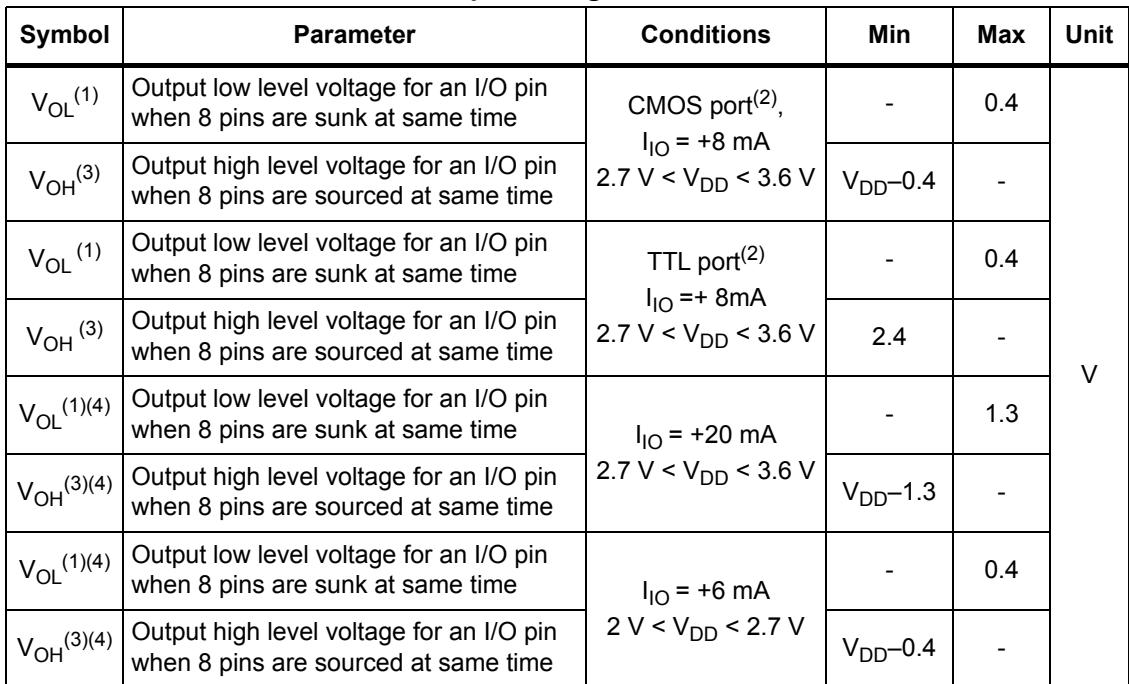 Symbol Parameter Conditions Min Max Unit
VOL(1) Output low level voltage for an I/O pin
when 8 pins are sunk at same time
CMOS port(2),
IIO = +8 mA
2.7 V < VDD < 3.6 V
- 0.4
VOH(3) Output high level voltage for an I/O pin
when 8 pins are sourced at same time
VDD–0.4 -
VOL (1) Output low level voltage for an I/O pin
when 8 pins are sunk at same time
TTL port(2)
IIO =+ 8mA
2.7 V < VDD < 3.6 V
- 0.4
VOH (3) Output high level voltage for an I/O pin
when 8 pins are sourced at same time
2.4 -
V
VOL(1)(4) Output low level voltage for an I/O pin
when 8 pins are sunk at same time
IIO = +20 mA
2.7 V < VDD < 3.6 V
- 1.3
VOH(3)(4) Output high level voltage for an I/O pin
when 8 pins are sourced at same time
VDD–1.3 -
VOL(1)(4) Output low level voltage for an I/O pin
when 8 pins are sunk at same time
IIO = +6 mA
2 V < VDD < 2.7 V
- 0.4
VOH(3)(4) Output high level voltage for an I/O pin
when 8 pins are sourced at same time
VDD–0.4 -